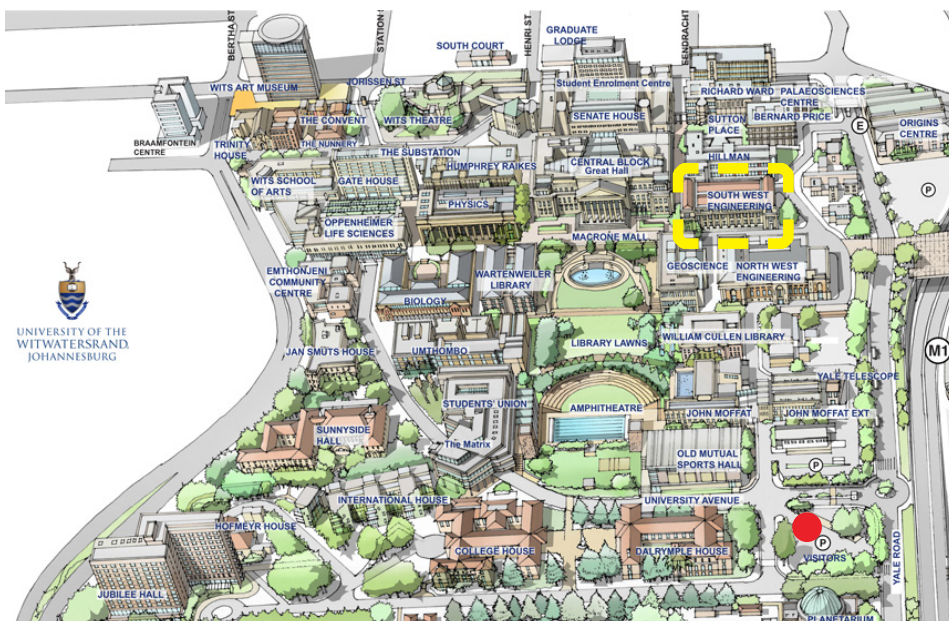 BERTHA ST
STATION
HENRI ST
EENDRACHT
GRADUATE
LODGE
SOUTH COURT
WITS ART MUSEUM
JORISSEN ST
Student Enrolment Centre
RICHARD WARD
PALAEOSCIENCES
CENTRE
THE CONVENT
WITS THEATRE
SENATE HOUSE
SUTTON
PLACE
BERNARD PRICE
E
ORIGINS
CENTRE
BRAAMFONTEIN
CENTRE
TRINITY
HOUSE
THE NUNNERY
THE SUBSTATION
HUMPHREY RAIKES
CENTRAL BLOCK
Great Hall
HILLMAN
WITS SCHOOL
OF ARTS
GATE HOUSE
PHYSICS
SOUTH WEST
ENGINEERING
P
OPPENHEIMER
LIFE SCIENCES
MACRONE MALL
EMTHONJENI
COMMUNITY
CENTRE
WARTENWEILER
LIBRARY
GEOSCIENCE
NORTH WEST
ENGINEERING
BIOLOGY
UNIVERSITY OF THE
WITWATERSRAND,
JOHANNESBURG
JAN SMUTS HOUSE
UMTHOMBO
LIBRARY LAWNS
WILLIAM CULLEN LIBRARY
M1
YALE TELESCOPE
STUDENTS' UNION
AMPHITHEATRE
JOHN MOFFAT
JOHN MOFFAT EXT
SUNNYSIDE
HALL
The Matrix
OLD MUTUAL
SPORTS HALL
P
INTERNATIONAL HOUSE
UNIVERSITY AVENUE
HOFMEYR HOUSE
COLLEGE HOUSE
DALRYMPLE HOUSE
P
VISITORS
YALE ROAD
JUBILEE HALL
PLANETARIUM